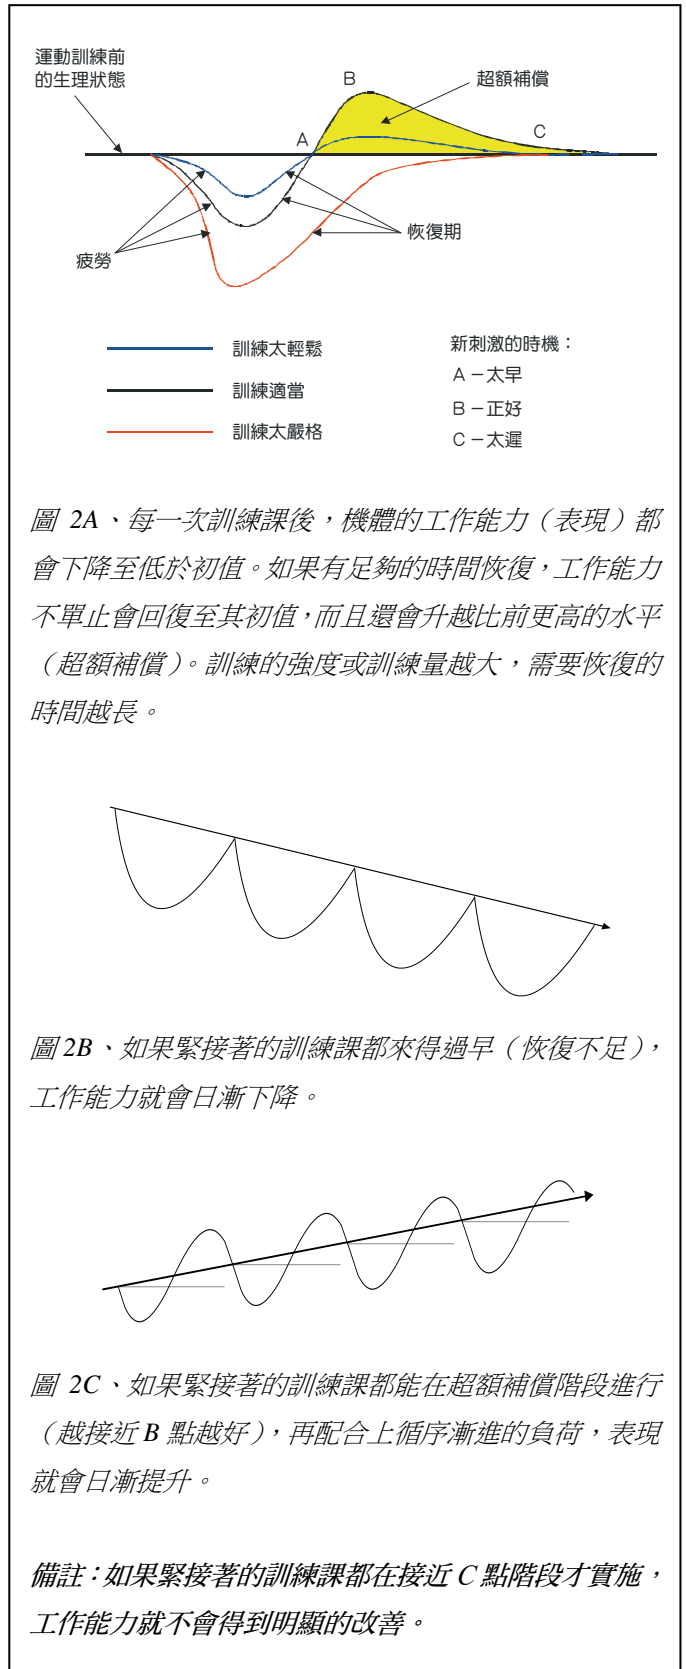 運動訓練前
的生理狀態
B
超額補償
A
C
疲勞
恢復期
訓練太輕鬆
訓練適當
訓練太嚴格
新刺激的時機：
A－太早
B－正好
C－太遲
圖 2A、每一次訓練課後，機體的工作能力（表現）都
會下降至低於初值。如果有足夠的時間恢復，工作能力
不單止會回復至其初值，而且還會升越比前更高的水平
（超額補償）。訓練的強度或訓練量越大，需要恢復的
時間越長。
圖 2B、如果緊接著的訓練課都來得過早（恢復不足），
工作能力就會日漸下降。
圖 2C、如果緊接著的訓練課都能在超額補償階段進行
（越接近 B 點越好），再配合上循序漸進的負荷，表現
就會日漸提升。
備註：如果緊接著的訓練課都在接近 C 點階段才實施，
工作能力就不會得到明顯的改善。